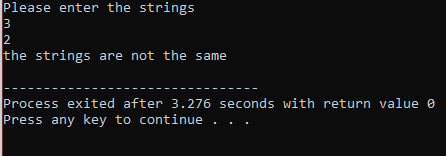 Please enter the strings
3
2
the strings are not the same
--------------------------------
Process exited after 3.276 seconds with return value 0
Press any key to continue . . .